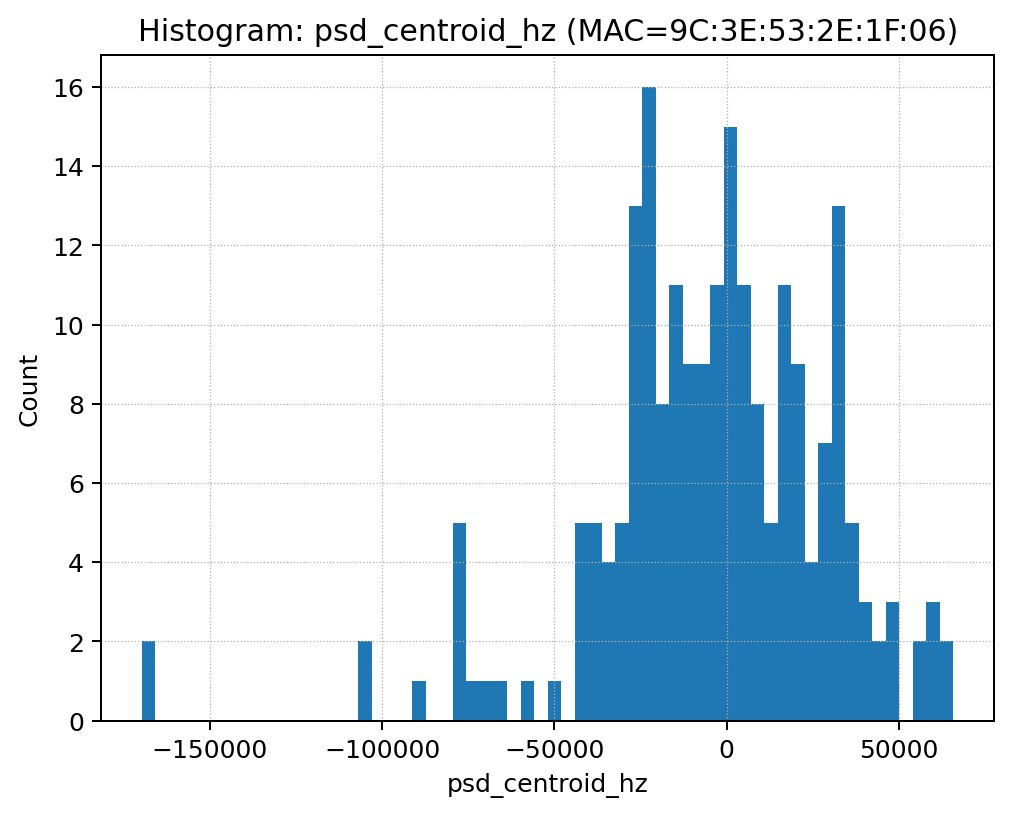 Histogram: psd_centroid_hz (MAC=9C:3E:53:2E:1F:06)
16
14
12
10
8
6
4
2
0
Count
−150000 −100000 −50000 0 50000
psd_centroid_hz